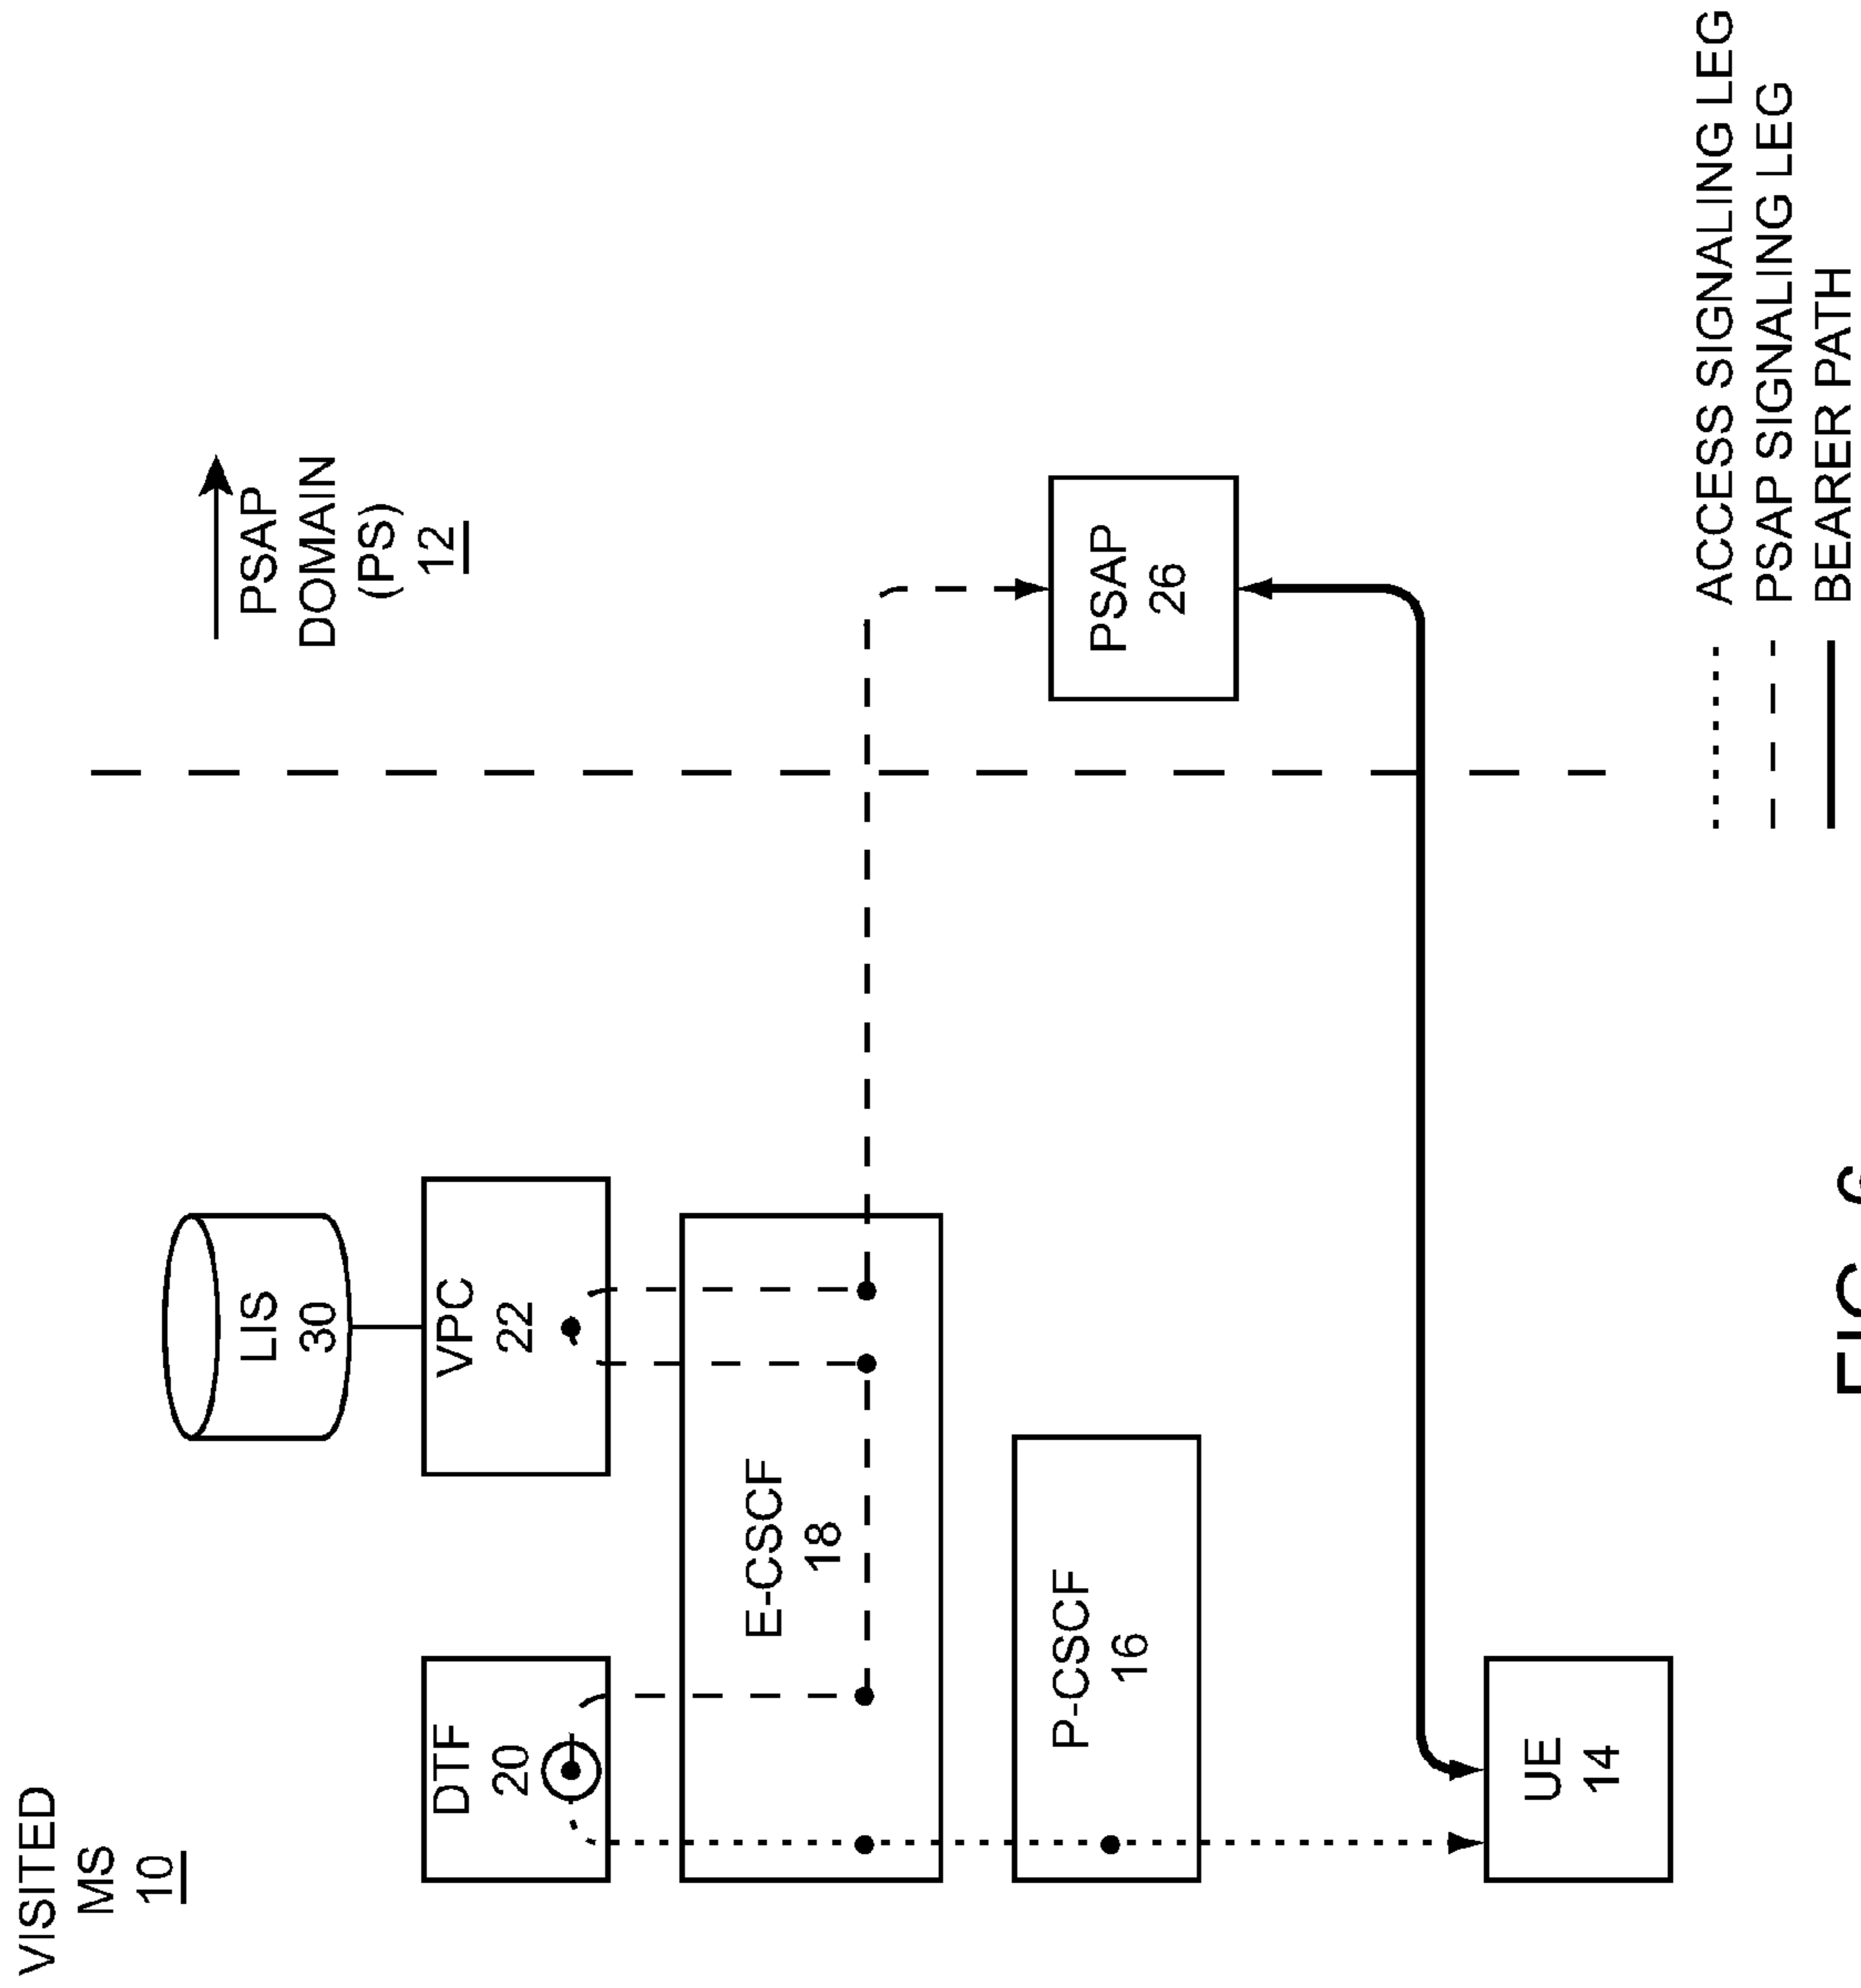 VISITED
MS
10
PSAP
DOMAIN
(PS)
12
LIS
30
DTF
20
VPC
22
E-CSCF
18
P-CSCF
16
PSAP
26
UE
14
ACCESS SIGNALING LEG
PSAP SIGNALING LEG
BEARER PATH